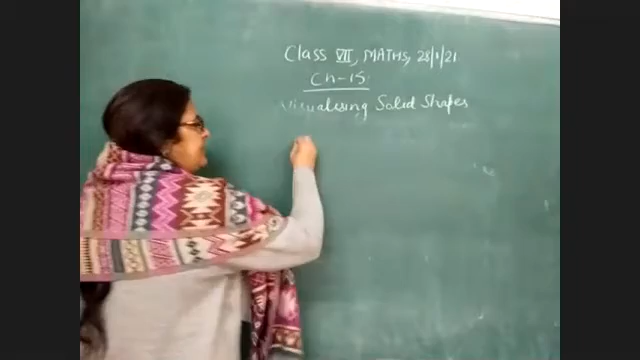 Class VII, MATHS, 28/1/21
Ch-15
Visualising Solid Shapes